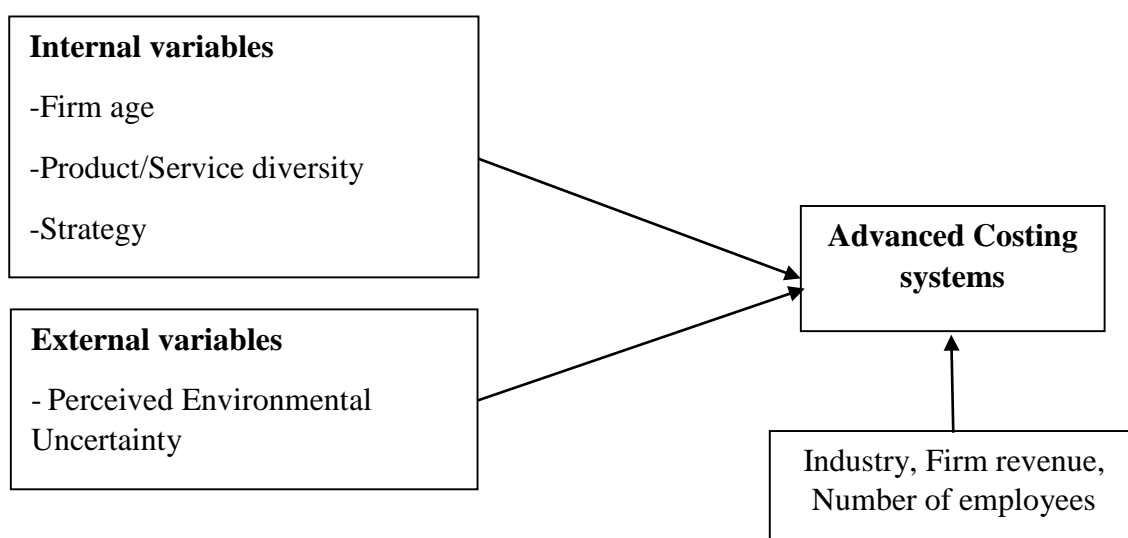 Internal variables
-Firm age
-Product/Service diversity
-Strategy
External variables
- Perceived Environmental
Uncertainty
Advanced Costing
systems
Industry, Firm revenue,
Number of employees